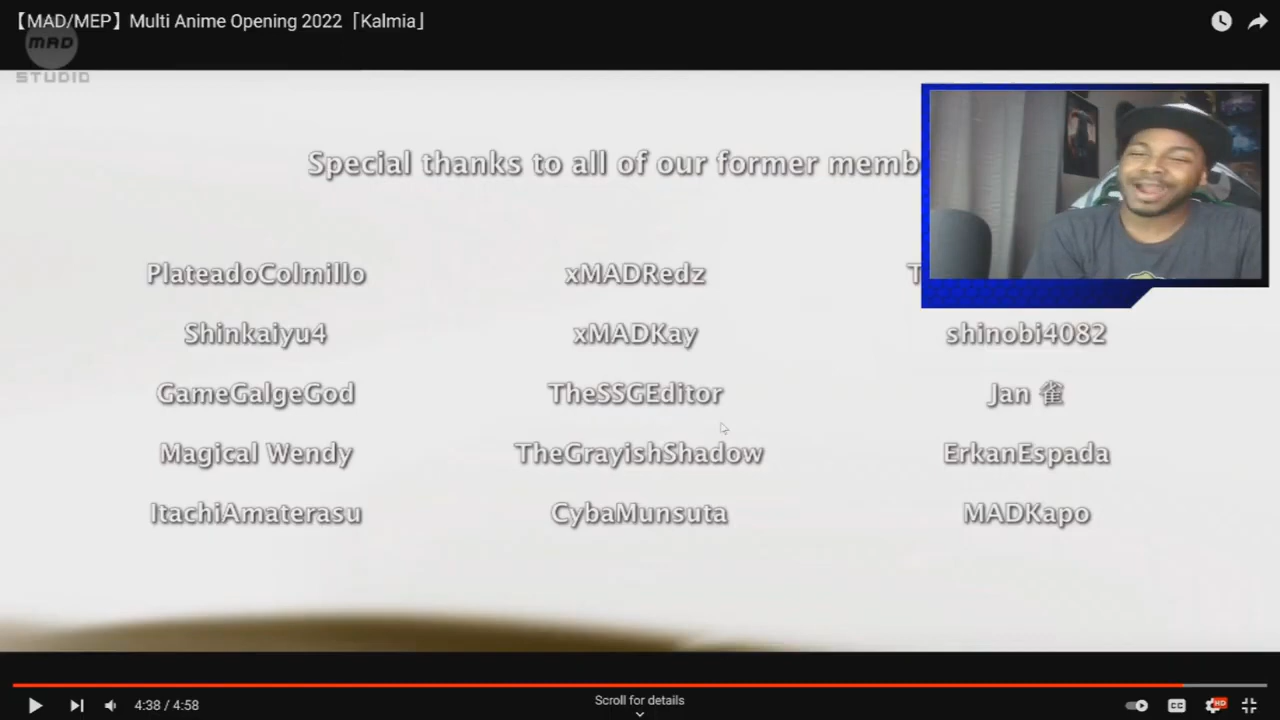 【MAD/MEP】Multi Anime Opening 2022「Kalmia」
MAD
STUDIO
Special thanks to all of our former memb
PlateadoColmillo xMADRedz T
Shinkaiyu4 xMADKay shinobi4082
GameGalgeGod TheSSGEditor Jan 雀
Magical Wendy TheGrayishShadow ErkanEspada
ItachiAmaterasu CybaMunsuta MADKapo
4:38 / 4:58
Scroll for details
CC
HD